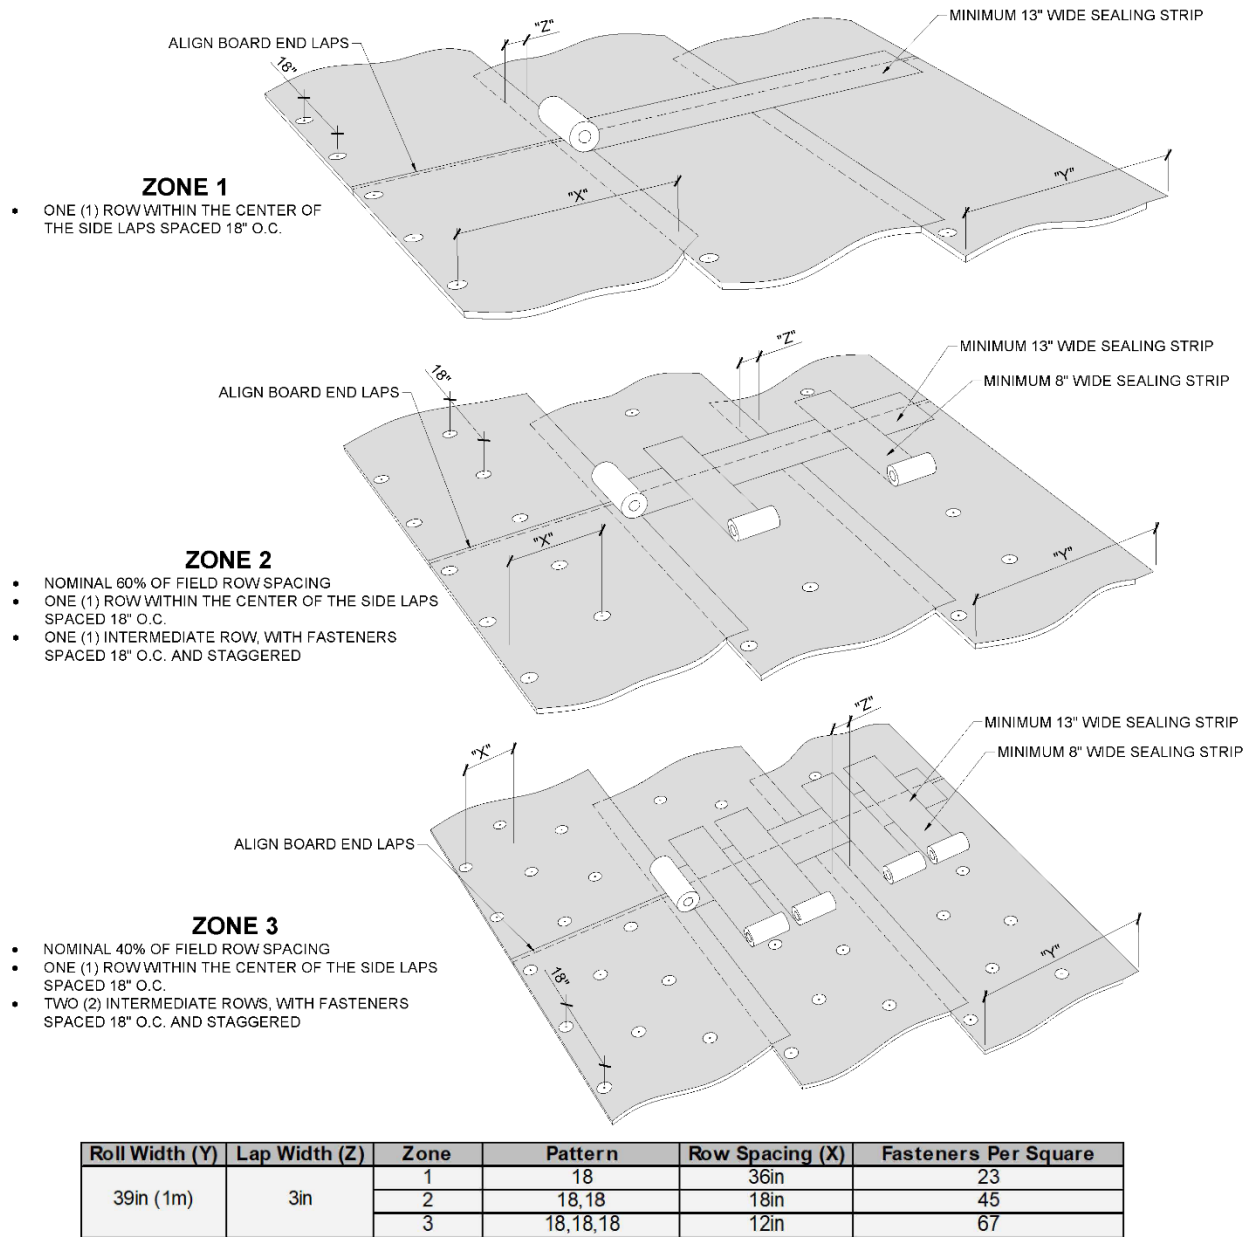 "Z"
MINIMUM 13" WIDE SEALING STRIP
ALIGN BOARD END LAPS
18"
ZONE 1
"X"
"Y"
• ONE (1) ROW WITHIN THE CENTER OF
THE SIDE LAPS SPACED 18" O.C.
"Z"
MINIMUM 13" WIDE SEALING STRIP
18"
MINIMUM 8" WIDE SEALING STRIP
ALIGN BOARD END LAPS
"X"
"Y"
ZONE 2
• NOMINAL 60% OF FIELD ROW SPACING
• ONE (1) ROW WITHIN THE CENTER OF THE SIDE LAPS
SPACED 18" O.C.
• ONE (1) INTERMEDIATE ROW, WITH FASTENERS
SPACED 18" O.C. AND STAGGERED
"Z"
MINIMUM 13" WIDE SEALING STRIP
"X"
MINIMUM 8" WIDE SEALING STRIP
ALIGN BOARD END LAPS
ZONE 3
"Y"
• NOMINAL 40% OF FIELD ROW SPACING
• ONE (1) ROW WITHIN THE CENTER OF THE SIDE LAPS
SPACED 18" O.C.
18"
• TWO (2) INTERMEDIATE ROWS, WITH FASTENERS
SPACED 18" O.C. AND STAGGERED
Roll Width (Y) Lap Width (Z) Zone Pattern Row Spacing (X) Fasteners Per Square
39in (1m) 3in 1 18 36in 23
2 18,18 18in 45
3 18,18,18 12in 67